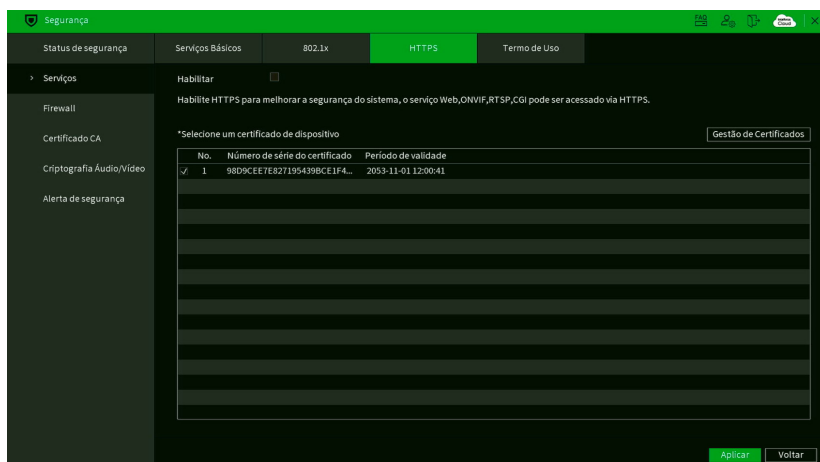 Segurança
FAQ
Cloud
Status de segurança
Serviços Básicos
802.1x
HTTPS
Termo de Uso
> Serviços
Firewall
Certificado CA
Criptografia Áudio/Vídeo
Alerta de segurança
Habilitar
Habilite HTTPS para melhorar a segurança do sistema, o serviço Web,ONVIF,RTSP,CGI pode ser acessado via HTTPS.
*Selecione um certificado de dispositivo
Gestão de Certificados
No. Número de série do certificado Período de validade
1 98D9CEE7E827195439BCE1F4... 2053-11-01 12:00:41
Aplicar
Voltar